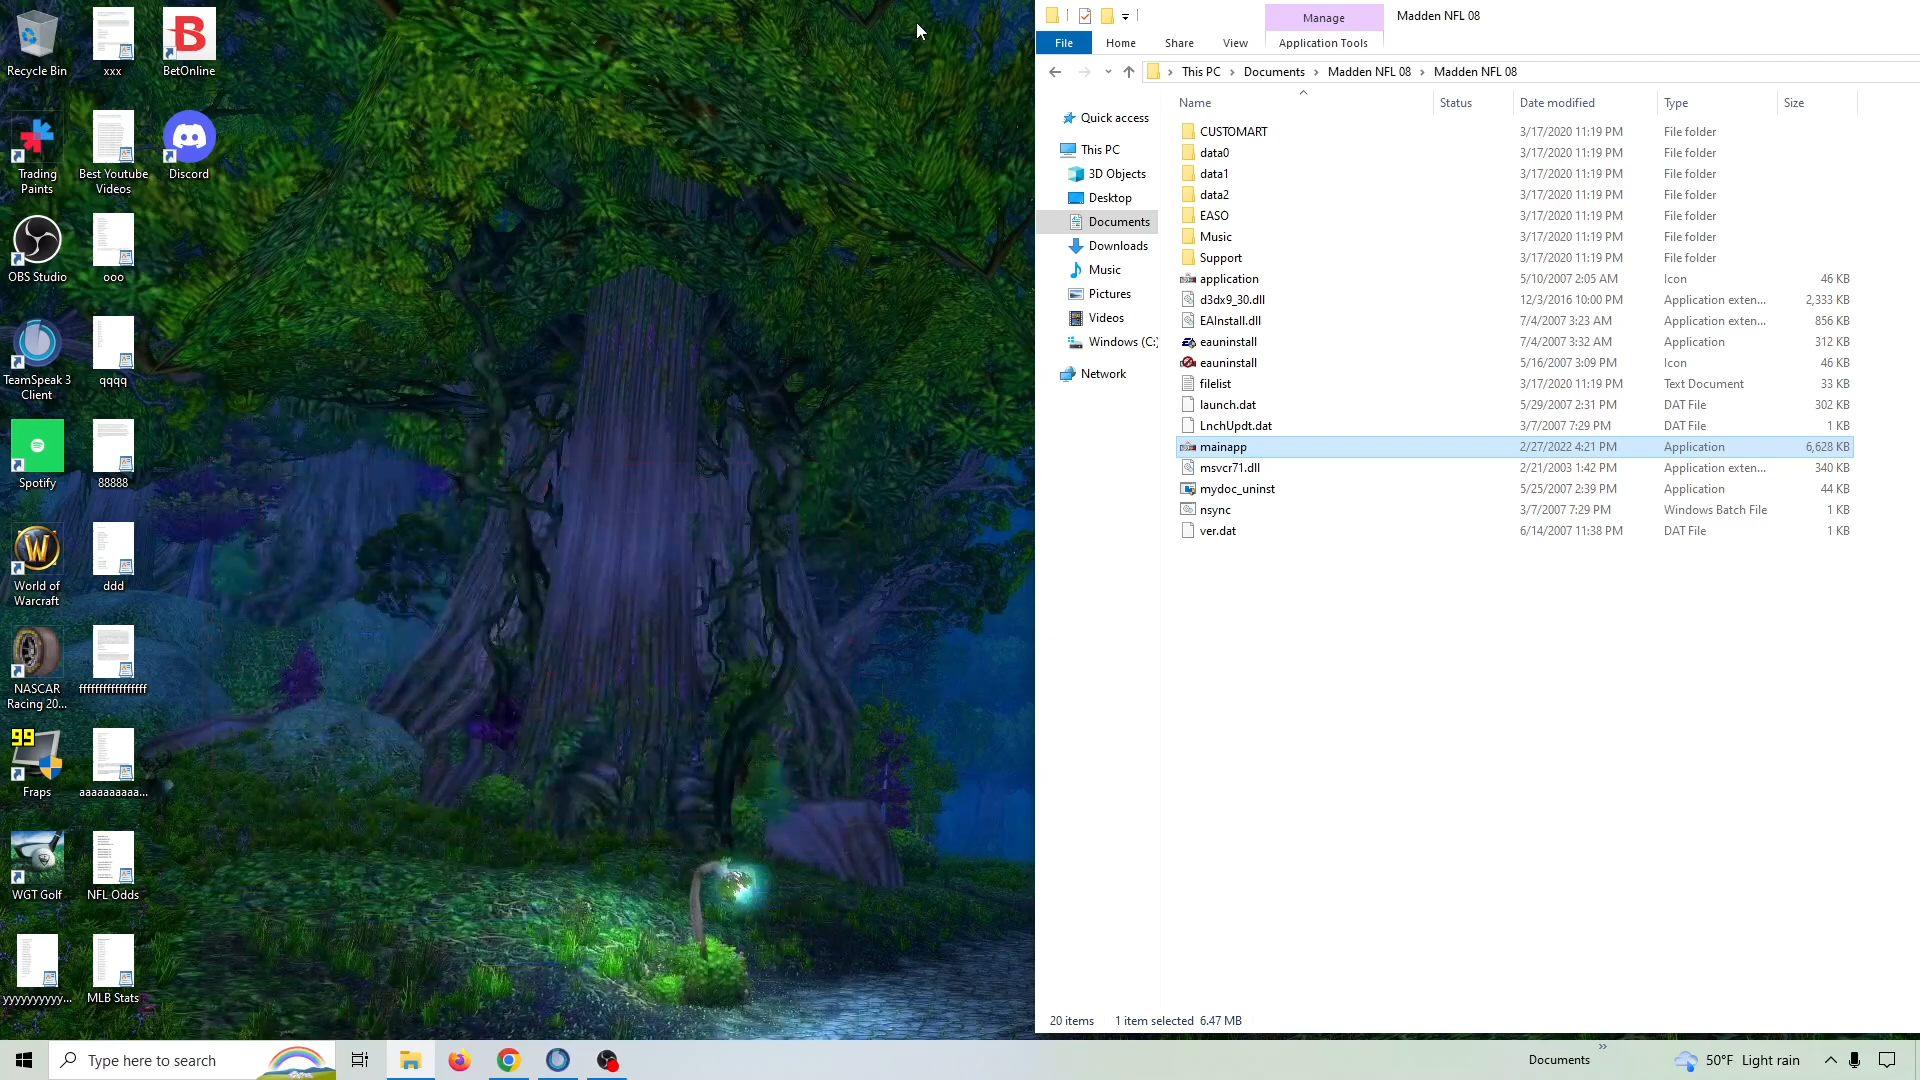 Recycle Bin
xxx
BetOnline
Trading
Paints
Best Youtube
Videos
Discord
OBS Studio
ooo
TeamSpeak 3
Client
qqqq
Spotify
88888
World of
Warcraft
ddd
NASCAR
Racing 20...
ffffffffffffffff
99
Fraps
aaaaaaaaaa...
WGT Golf
NFL Odds
yyyyyyyyyy...
MLB Stats
Manage
Madden NFL 08
File
Home
Share
View
Application Tools
This PC
Documents
Madden NFL 08
Madden NFL 08
Name
Status
Date modified
Type
Size
Quick access
This PC
3D Objects
Desktop
Documents
Downloads
Music
Pictures
Videos
Windows (C:)
Network
CUSTOMART 3/17/2020 11:19 PM File folder
data0 3/17/2020 11:19 PM File folder
data1 3/17/2020 11:19 PM File folder
data2 3/17/2020 11:19 PM File folder
EASO 3/17/2020 11:19 PM File folder
Music 3/17/2020 11:19 PM File folder
Support 3/17/2020 11:19 PM File folder
application 5/10/2007 2:05 AM Icon 46 KB
d3dx9_30.dll 12/3/2016 10:00 PM Application exten... 2,333 KB
EAInstall.dll 7/4/2007 3:23 AM Application exten... 856 KB
eauninstall 7/4/2007 3:32 AM Application 312 KB
eauninstall 5/16/2007 3:09 PM Icon 46 KB
filelist 3/17/2020 11:19 PM Text Document 33 KB
launch.dat 5/29/2007 2:31 PM DAT File 302 KB
LnchUpdt.dat 3/7/2007 7:29 PM DAT File 1 KB
mainapp 2/27/2022 4:21 PM Application 6,628 KB
msvcr71.dll 2/21/2003 1:42 PM Application exten... 340 KB
mydoc_uninst 5/25/2007 2:39 PM Application 44 KB
nsync 3/7/2007 7:29 PM Windows Batch File 1 KB
ver.dat 6/14/2007 11:38 PM DAT File 1 KB
20 items 1 item selected 6.47 MB
Type here to search
Documents
50°F Light rain